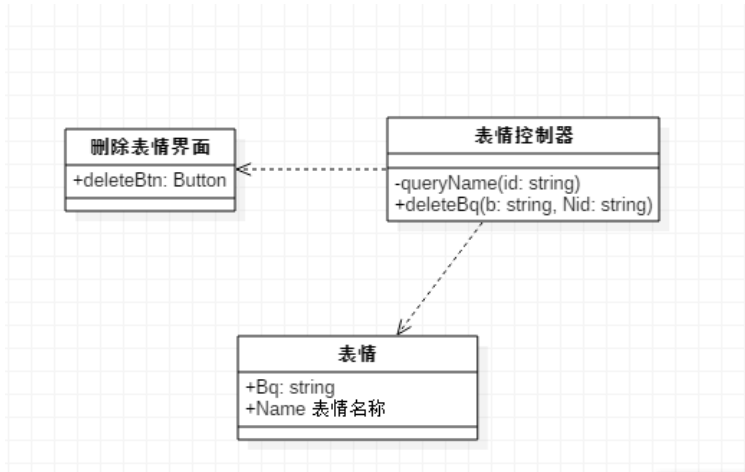 删除表情界面
+deleteBtn: Button
表情控制器
-queryName(id: string)
+deleteBq(b: string, Nid: string)
表情
+Bq: string
+Name 表情名称